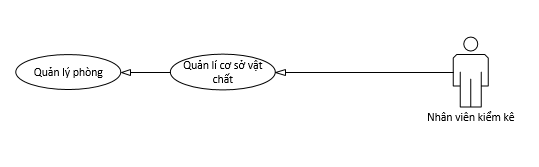 Quản lý phòng
Quản lí cơ sở vật
chất
Nhân viên kiểm kê